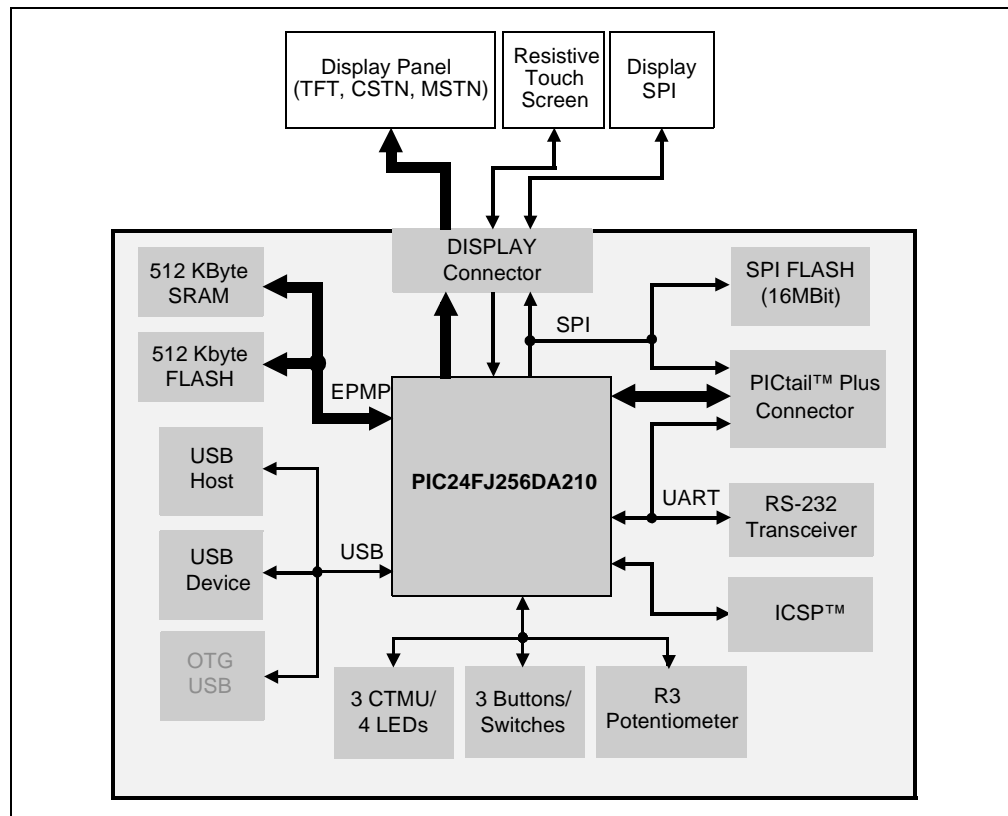 Display Panel
(TFT, CSTN, MSTN)
Resistive
Touch
Screen
Display
SPI
DISPLAY
Connector
512 KByte
SRAM
512 Kbyte
FLASH
EPMP
SPI
SPI FLASH
(16MBit)
PICtail™ Plus
Connector
PIC24FJ256DA210
USB
Host
USB
Device
OTG
USB
USB
UART
RS-232
Transceiver
ICSP™
3 CTMU/
4 LEDs
3 Buttons/
Switches
R3
Potentiometer